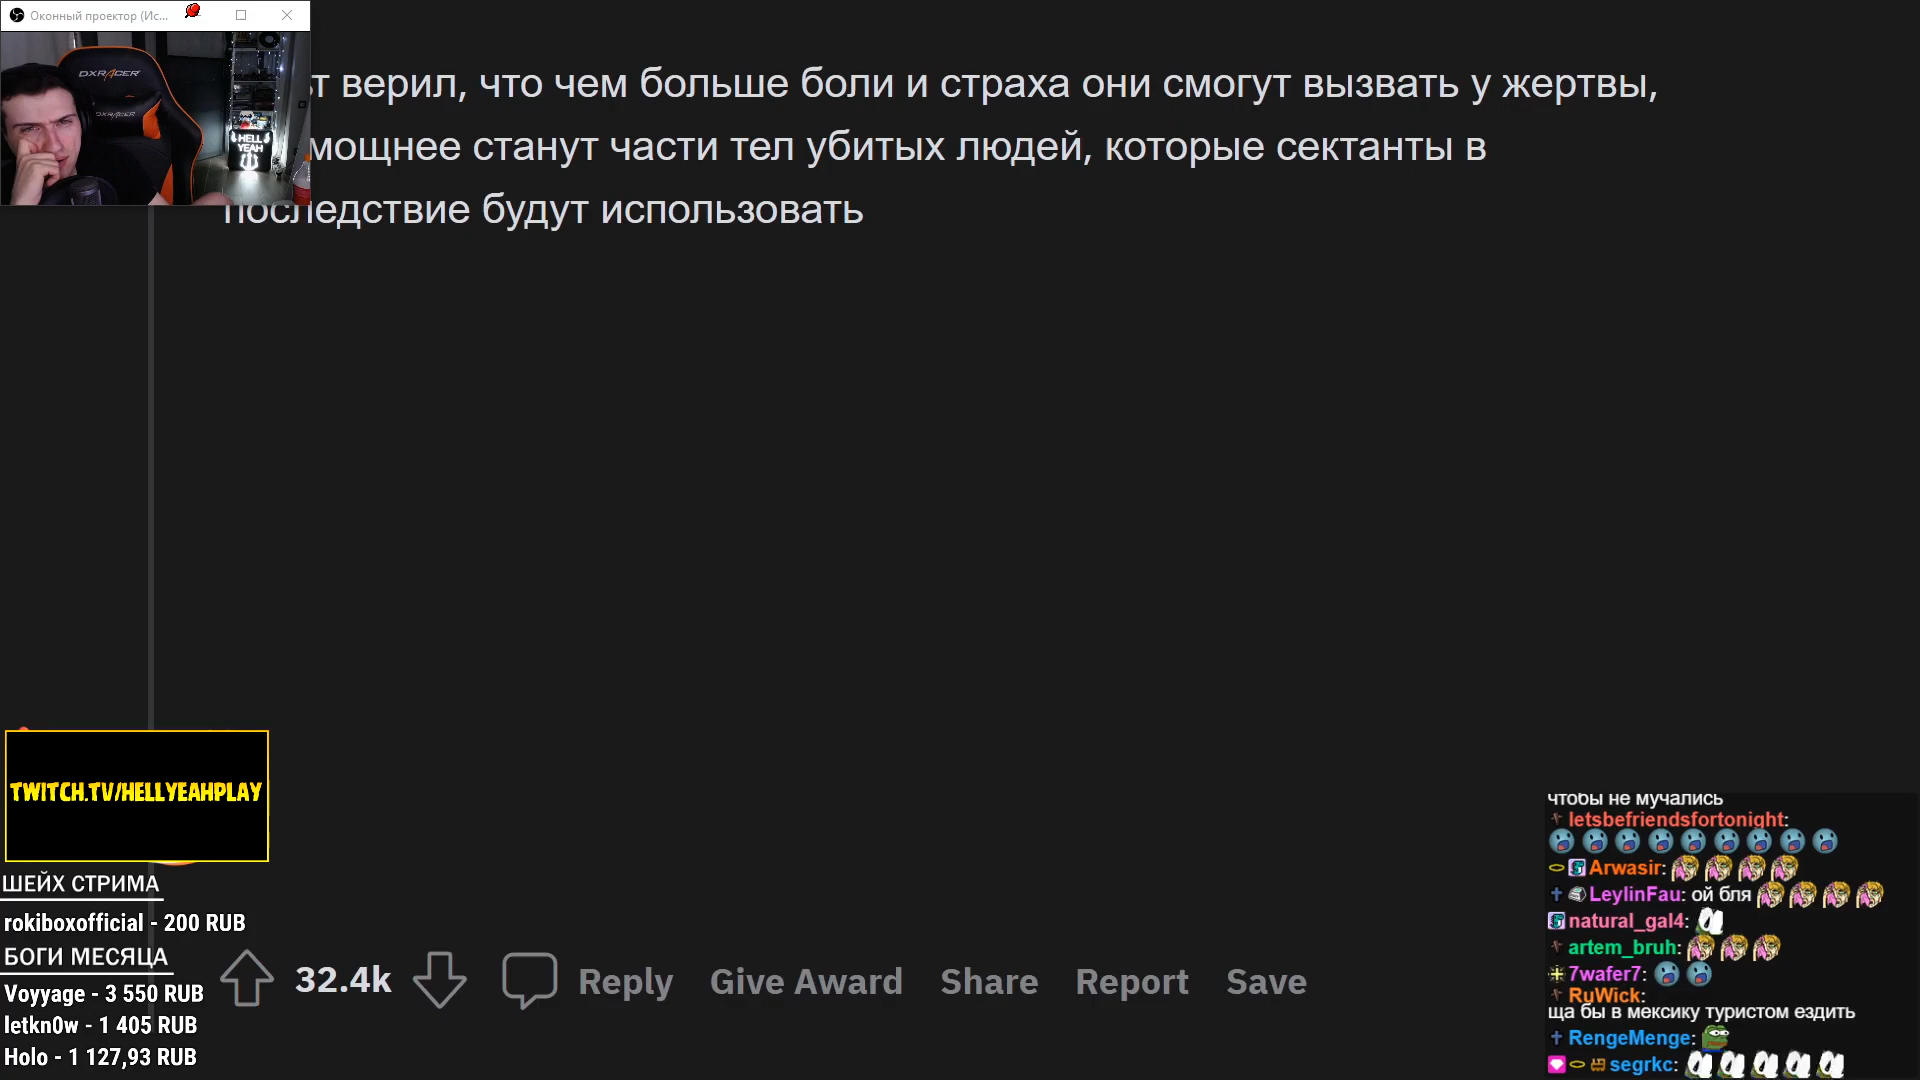 Оконный проектор (Ис...
DXRACER
DXRACER
HELL
YEAH
верил, что чем больше боли и страха они смогут вызвать у жертвы,
мощнее станут части тел убитых людей, которые сектанты в
последствие будут использовать
TWITCH.TV/HELLYEAHPLAY
ШЕЙХ СТРИМА
rokiboxofficial - 200 RUB
БОГИ МЕСЯЦА
Voyyage - 3 550 RUB
letkn0w - 1 405 RUB
Holo - 1 127,93 RUB
32.4k Reply Give Award Share Report Save
чтобы не мучались
letsbefriendsfortonight:
Arwasir:
LeylinFau: ой бля
natural_gal4:
artem_bruh:
7wafer7:
RuWick:
ща бы в мексику туристом ездить
RengeMenge:
segrkc: